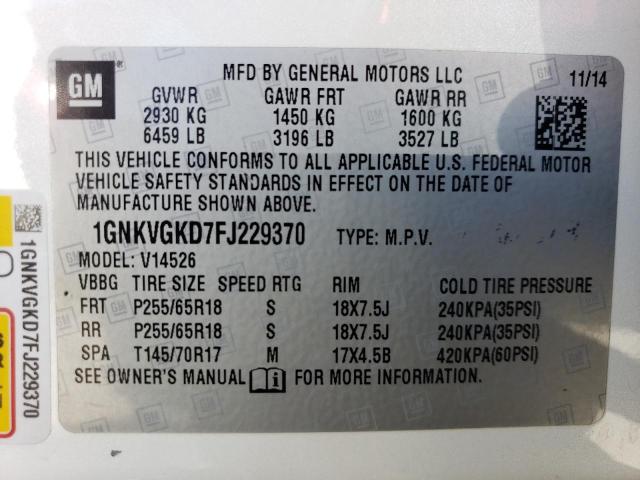 GM
MFD BY GENERAL MOTORS LLC 11/14
GVWR GAWR FRT GAWR RR
2930 KG 1450 KG 1600 KG
6459 LB 3196 LB 3527 LB
THIS VEHICLE CONFORMS TO ALL APPLICABLE U.S. FEDERAL MOTOR
VEHICLE SAFETY STANDARDS IN EFFECT ON THE DATE OF
MANUFACTURE SHOWN ABOVE.
1GNKVGKD7FJ229370 TYPE: M.P.V.
MODEL: V14526
VBBG TIRE SIZE SPEED RTG RIM COLD TIRE PRESSURE
FRT P255/65R18 S 18X7.5J 240KPA(35PSI)
RR P255/65R18 S 18X7.5J 240KPA(35PSI)
SPA T145/70R17 M 17X4.5B 420KPA(60PSI)
SEE OWNER'S MANUAL FOR MORE INFORMATION.
1GNKVGKD7FJ229370